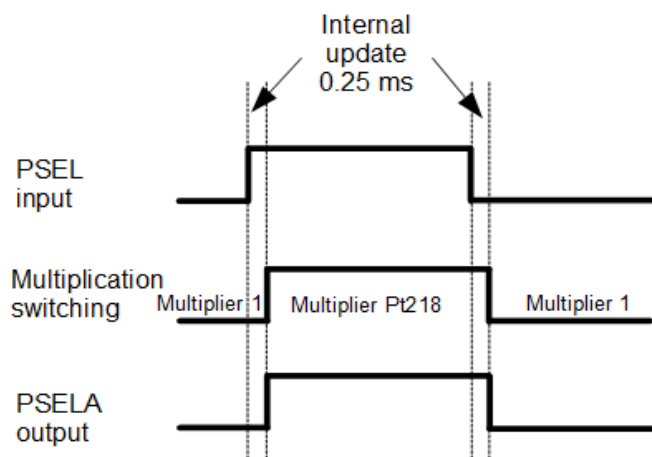 Internal
update
0.25 ms
PSEL
input
Multiplication
switching
Multiplier 1
Multiplier Pt218
Multiplier 1
PSELA
output